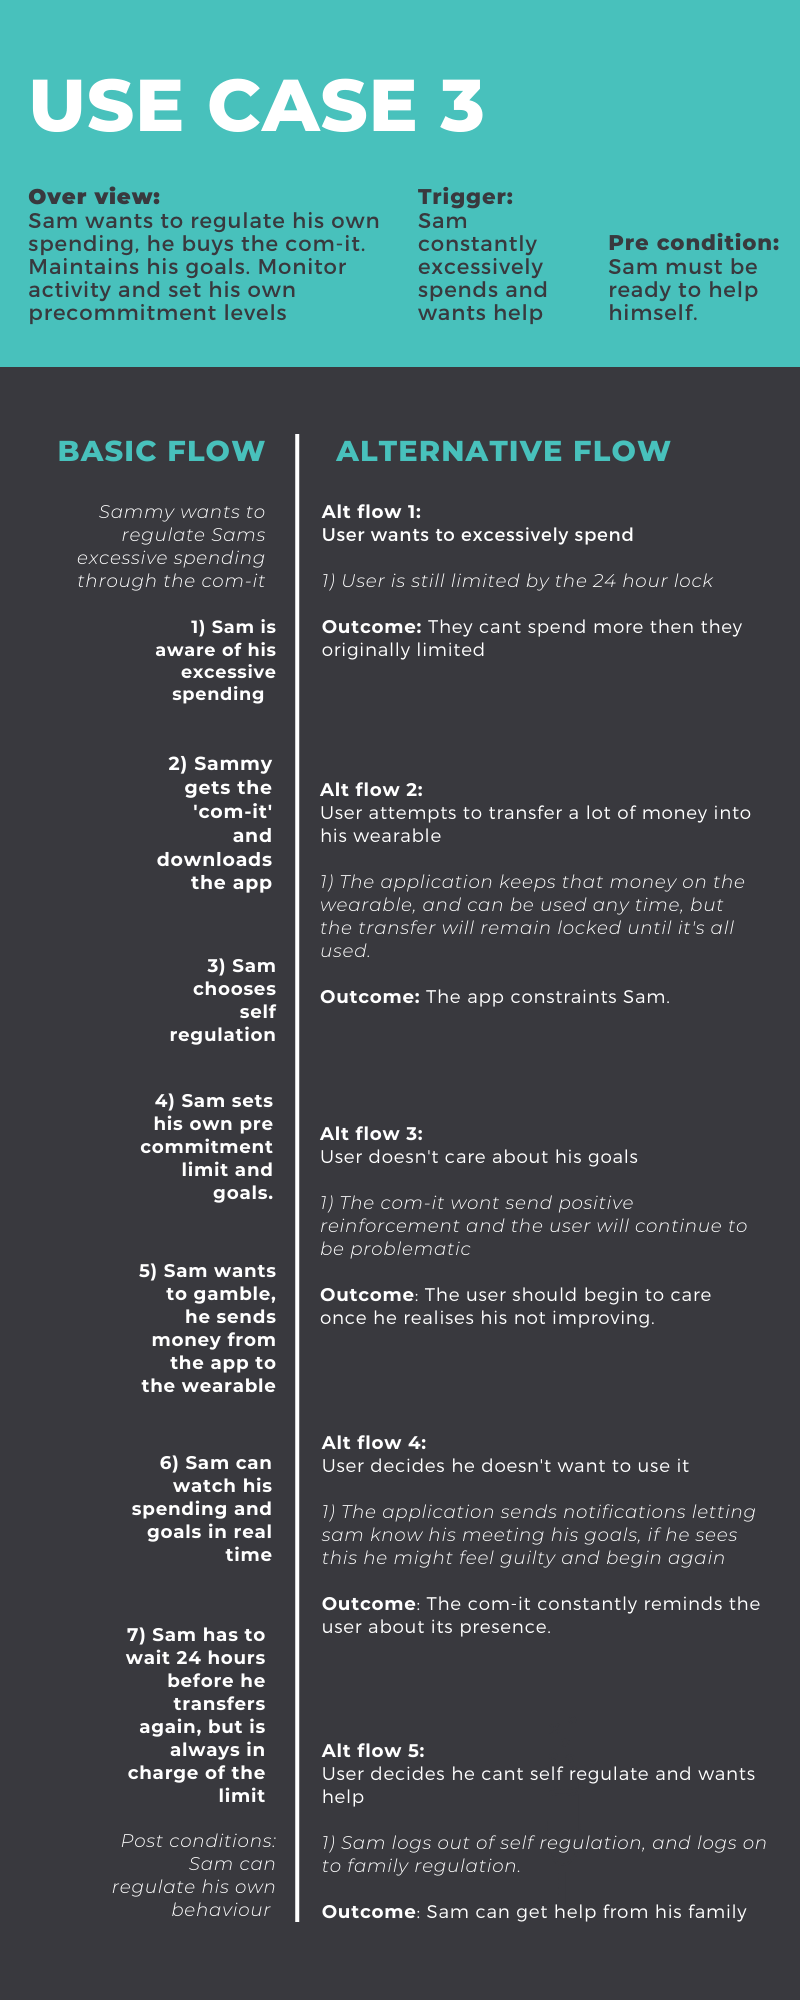 USE CASE 3
Over view:
Sam wants to regulate his own
spending, he buys the com-it.
Maintains his goals. Monitor
activity and set his own
precommitment levels
Trigger:
Sam
constantly
excessively
spends and
wants help
Pre condition:
Sam must be
ready to help
himself.
BASIC FLOW
Sammy wants to
regulate Sams
excessive spending
through the com-it
1) Sam is
aware of his
excessive
spending
2) Sammy
gets the
'com-it'
and
downloads
the app
3) Sam
chooses
self
regulation
4) Sam sets
his own pre
commitment
limit and
goals.
5) Sam wants
to gamble,
he sends
money from
the app to
the wearable
6) Sam can
watch his
spending and
goals in real
time
7) Sam has to
wait 24 hours
before he
transfers
again, but is
always in
charge of the
limit
Post conditions:
Sam can
regulate his own
behaviour
ALTERNATIVE FLOW
Alt flow 1:
User wants to excessively spend
1) User is still limited by the 24 hour lock
Outcome: They cant spend more then they
originally limited
Alt flow 2:
User attempts to transfer a lot of money into
his wearable
1) The application keeps that money on the
wearable, and can be used any time, but
the transfer will remain locked until it's all
used.
Outcome: The app constraints Sam.
Alt flow 3:
User doesn't care about his goals
1) The com-it wont send positive
reinforcement and the user will continue to
be problematic
Outcome: The user should begin to care
once he realises his not improving.
Alt flow 4:
User decides he doesn't want to use it
1) The application sends notifications letting
sam know his meeting his goals, if he sees
this he might feel guilty and begin again
Outcome: The com-it constantly reminds the
user about its presence.
Alt flow 5:
User decides he cant self regulate and wants
help
1) Sam logs out of self regulation, and logs on
to family regulation.
Outcome: Sam can get help from his family